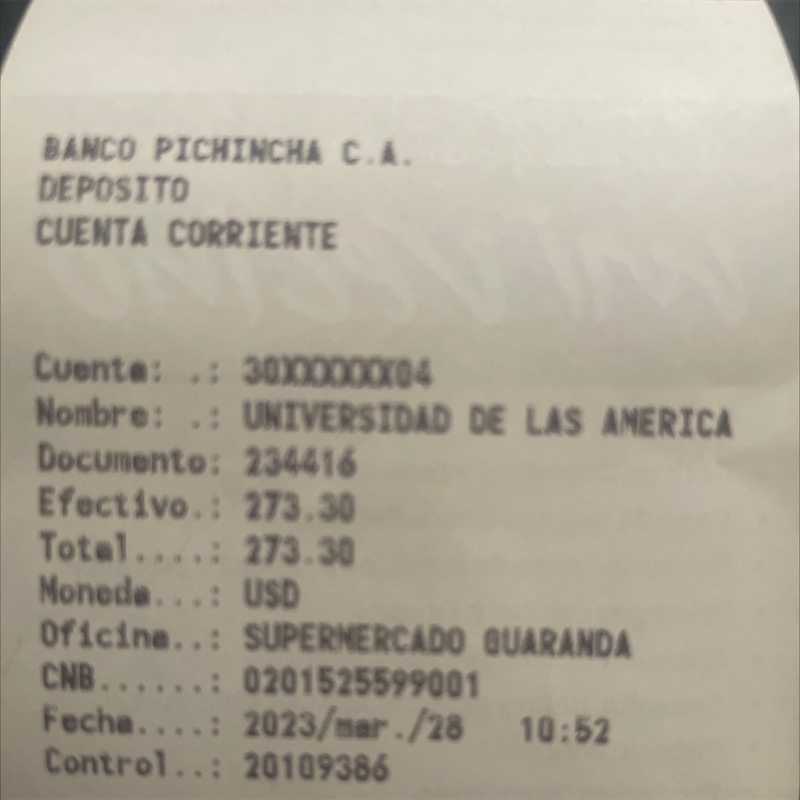 BANCO PICHINCHA C.A.
DEPOSITO
CUENTA CORRIENTE
Cuenta: .: 30XXXXXX04
Nombre: .: UNIVERSIDAD DE LAS AMERICA
Documento: 234416
Efectivo.: 273.30
Total....: 273.30
Moneda...: USD
Oficina..: SUPERMERCADO GUARANDA
CNB......: 0201525599001
Fecha....: 2023/mar./28 10:52
Control..: 20109386